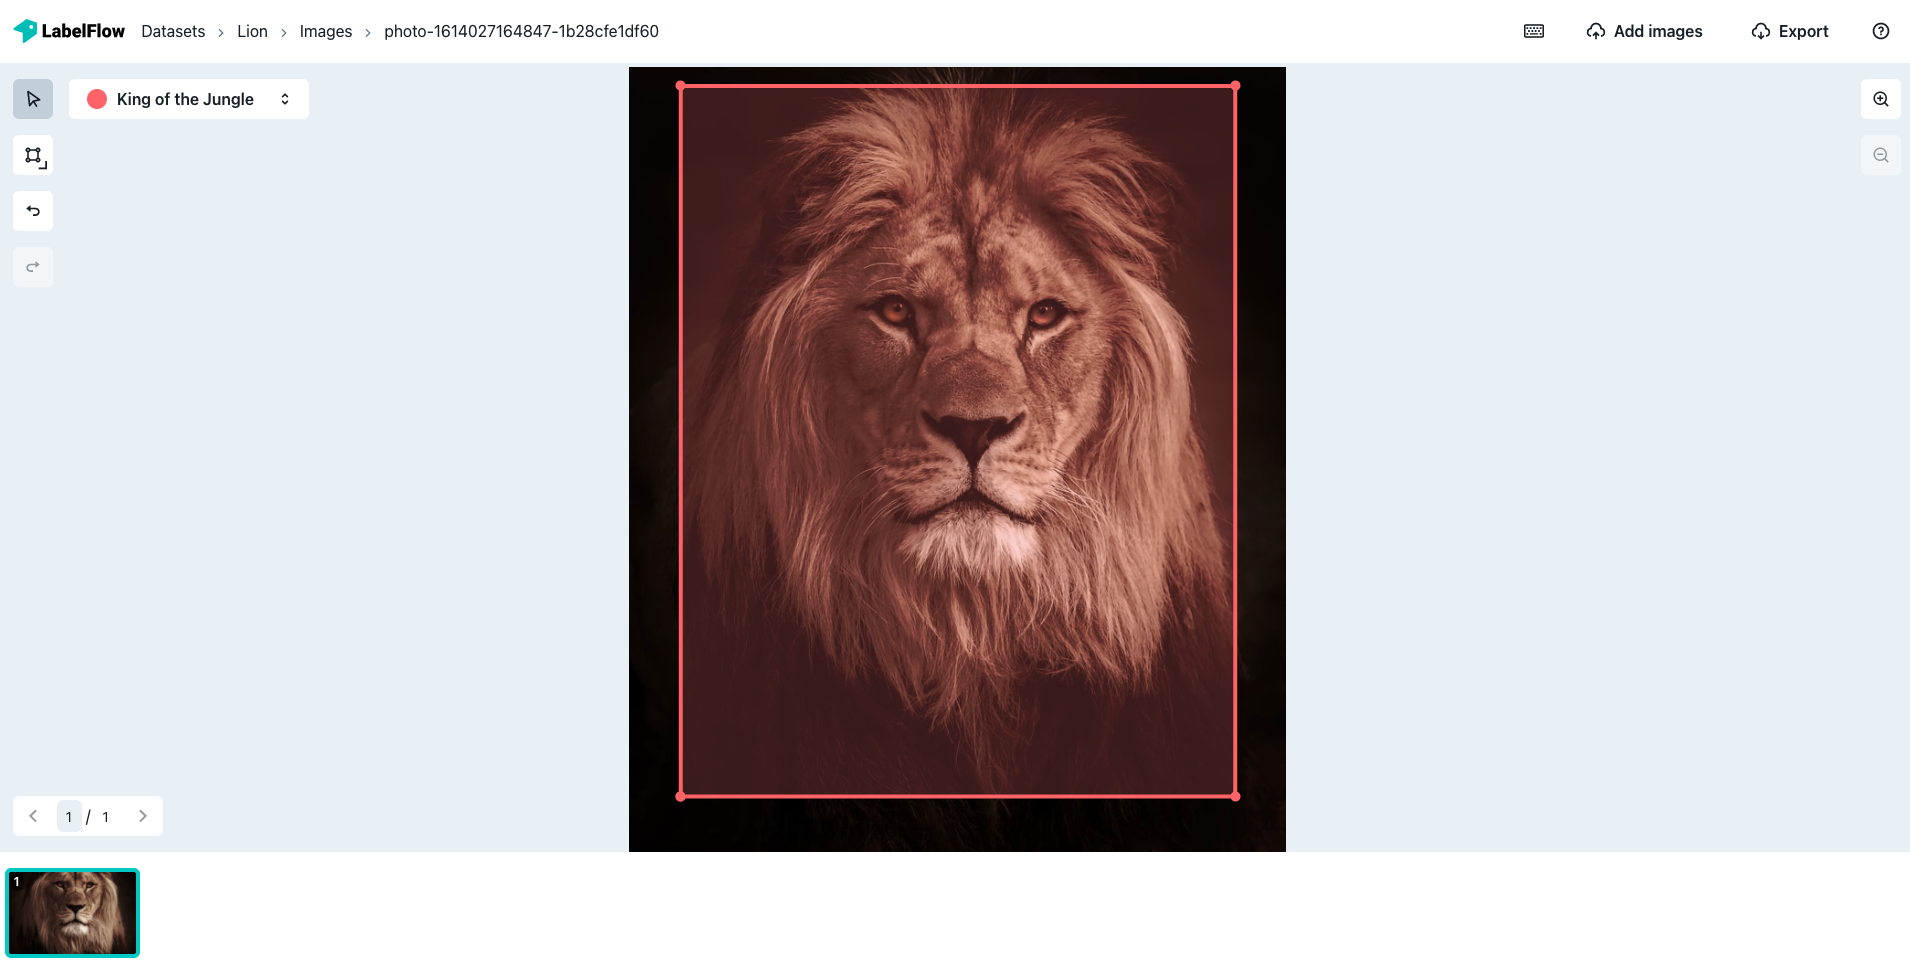 LabelFlow Datasets > Lion > Images > photo-1614027164847-1b28cfe1df60 Add images Export
King of the Jungle
1 / 1
1